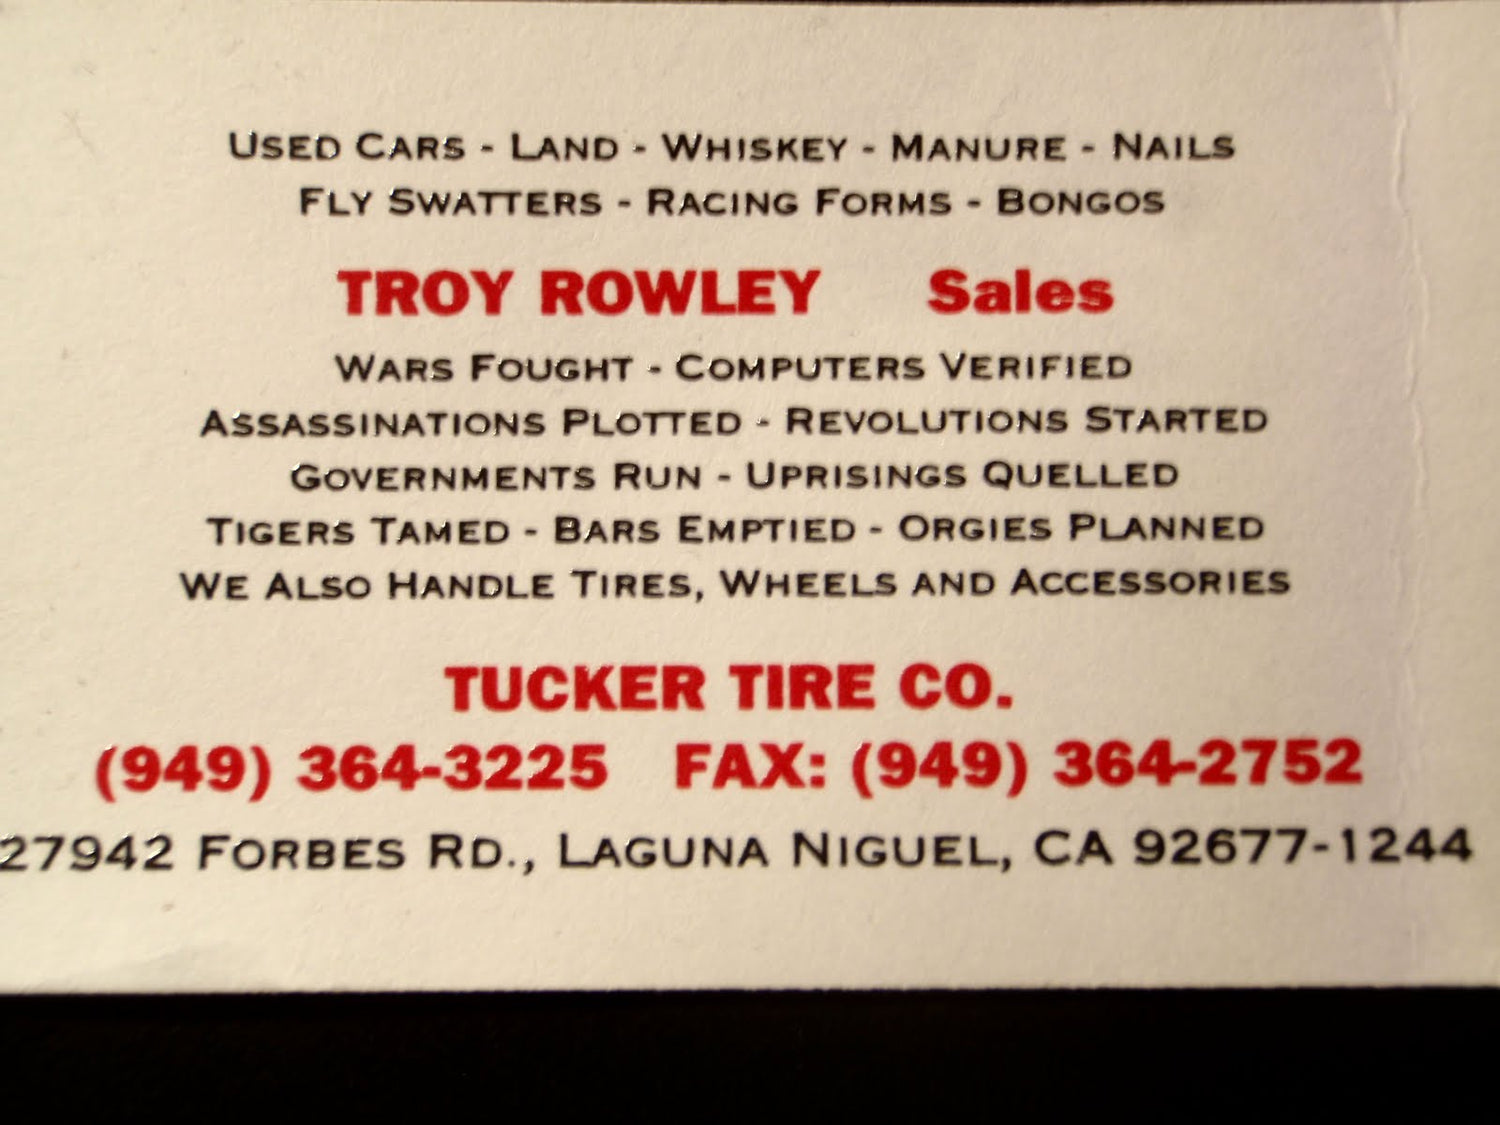 USED CARS - LAND - WHISKEY - MANURE - NAILS
FLY SWATTERS - RACING FORMS - BONGOS
TROY ROWLEY Sales
WARS FOUGHT - COMPUTERS VERIFIED
ASSASSINATIONS PLOTTED - REVOLUTIONS STARTED
GOVERNMENTS RUN - UPRISINGS QUELLED
TIGERS TAMED - BARS EMPTIED - ORGIES PLANNED
WE ALSO HANDLE TIRES, WHEELS AND ACCESSORIES
TUCKER TIRE CO.
(949) 364-3225 FAX: (949) 364-2752
27942 FORBES RD., LAGUNA NIGUEL, CA 92677-1244